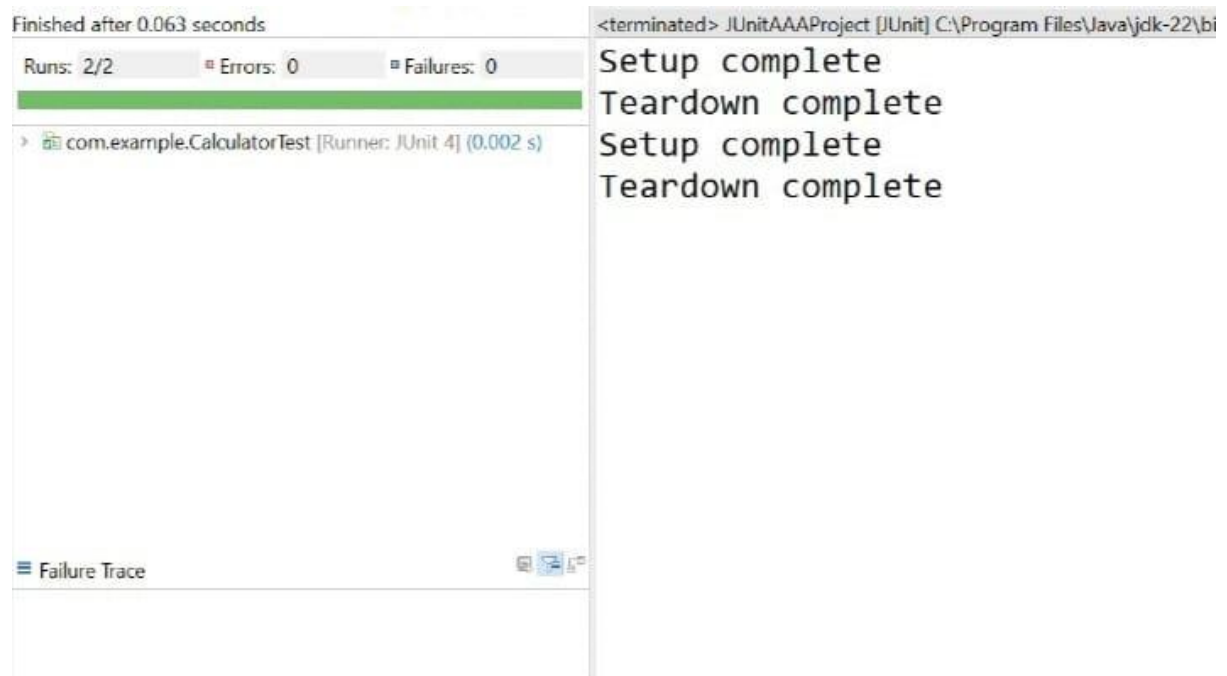 Finished after 0.063 seconds
Runs: 2/2 Errors: 0 Failures: 0
com.example.CalculatorTest [Runner: JUnit 4] (0.002 s)
Failure Trace
<terminated> JUnitAAAProject [JUnit] C:\Program Files\Java\jdk-22\bi
Setup complete
Teardown complete
Setup complete
Teardown complete